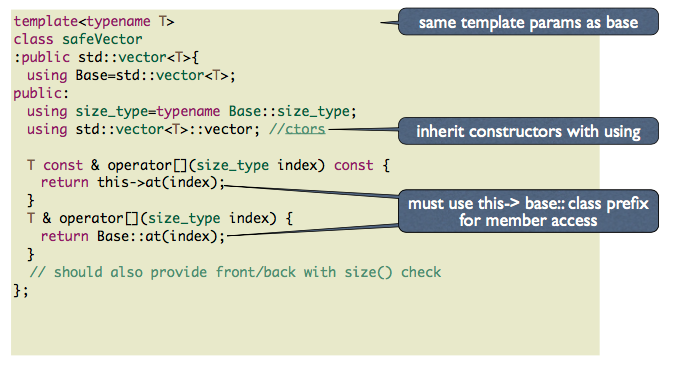 template<typename T>
same template params as base
class safeVector
:public std::vector<T>{
using Base=std::vector<T>;
public:
using size_type=typename Base::size_type;
using std::vector<T>::vector; //ctors
inherit constructors with using
T const & operator[](size_type index) const {
return this->at(index);
}
must use this-> base:: class prefix
for member access
T & operator[](size_type index) {
return Base::at(index);
}
// should also provide front/back with size() check
};